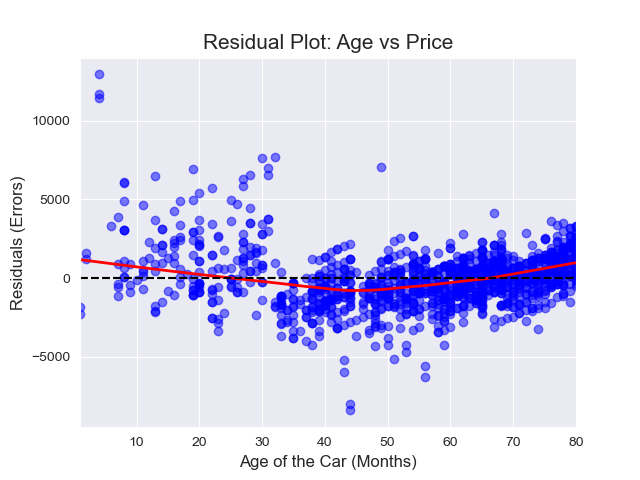 Residual Plot: Age vs Price
Residuals (Errors)
10000
5000
0
−5000
10 20 30 40 50 60 70 80
Age of the Car (Months)